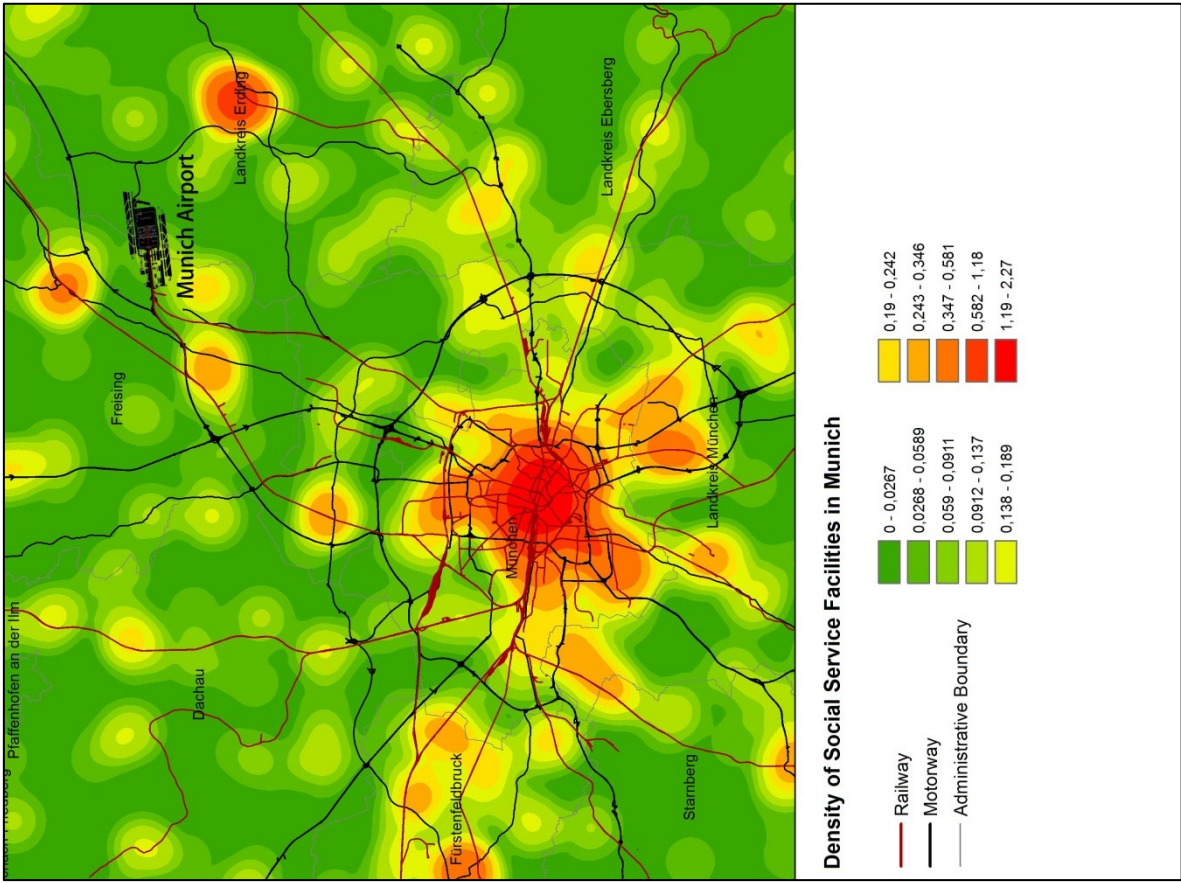 Pfaffenhofen an der Ilm
Freising
Munich Airport
Dachau
Landkreis Erding
Fürstenfeldbruck
München
Landkreis Ebersberg
Starnberg
Landkreis München
Density of Social Service Facilities in Munich
Railway
Motorway
Administrative Boundary
0 - 0,0267
0,0268 - 0,0589
0,059 - 0,0911
0,0912 - 0,137
0,138 - 0,189
0,19 - 0,242
0,243 - 0,346
0,347 - 0,581
0,582 - 1,18
1,19 - 2,27